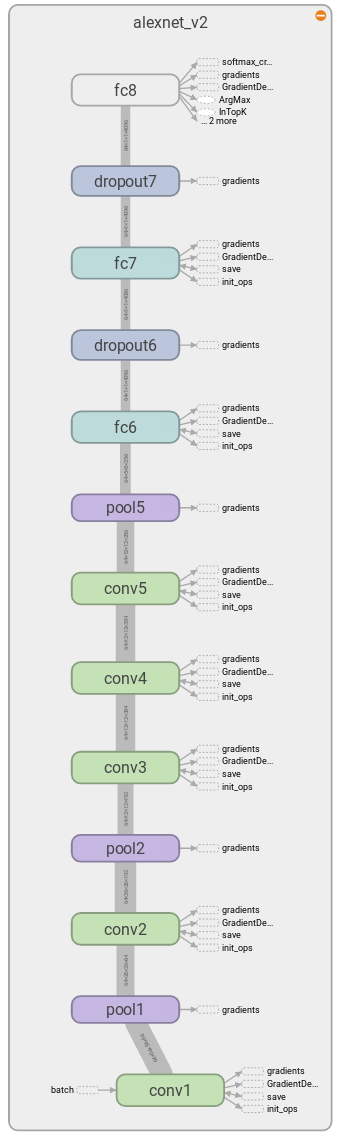 alexnet_v2
softmax_cr...
gradients
GradientDe...
ArgMax
InTopK
... 2 more
fc8
dropout7
gradients
gradients
GradientDe...
save
init_ops
fc7
dropout6
gradients
gradients
GradientDe...
save
init_ops
fc6
pool5
gradients
gradients
GradientDe...
save
init_ops
conv5
gradients
GradientDe...
save
init_ops
conv4
gradients
GradientDe...
save
init_ops
conv3
pool2
gradients
gradients
GradientDe...
save
init_ops
conv2
pool1
gradients
gradients
GradientDe...
save
init_ops
batch
conv1